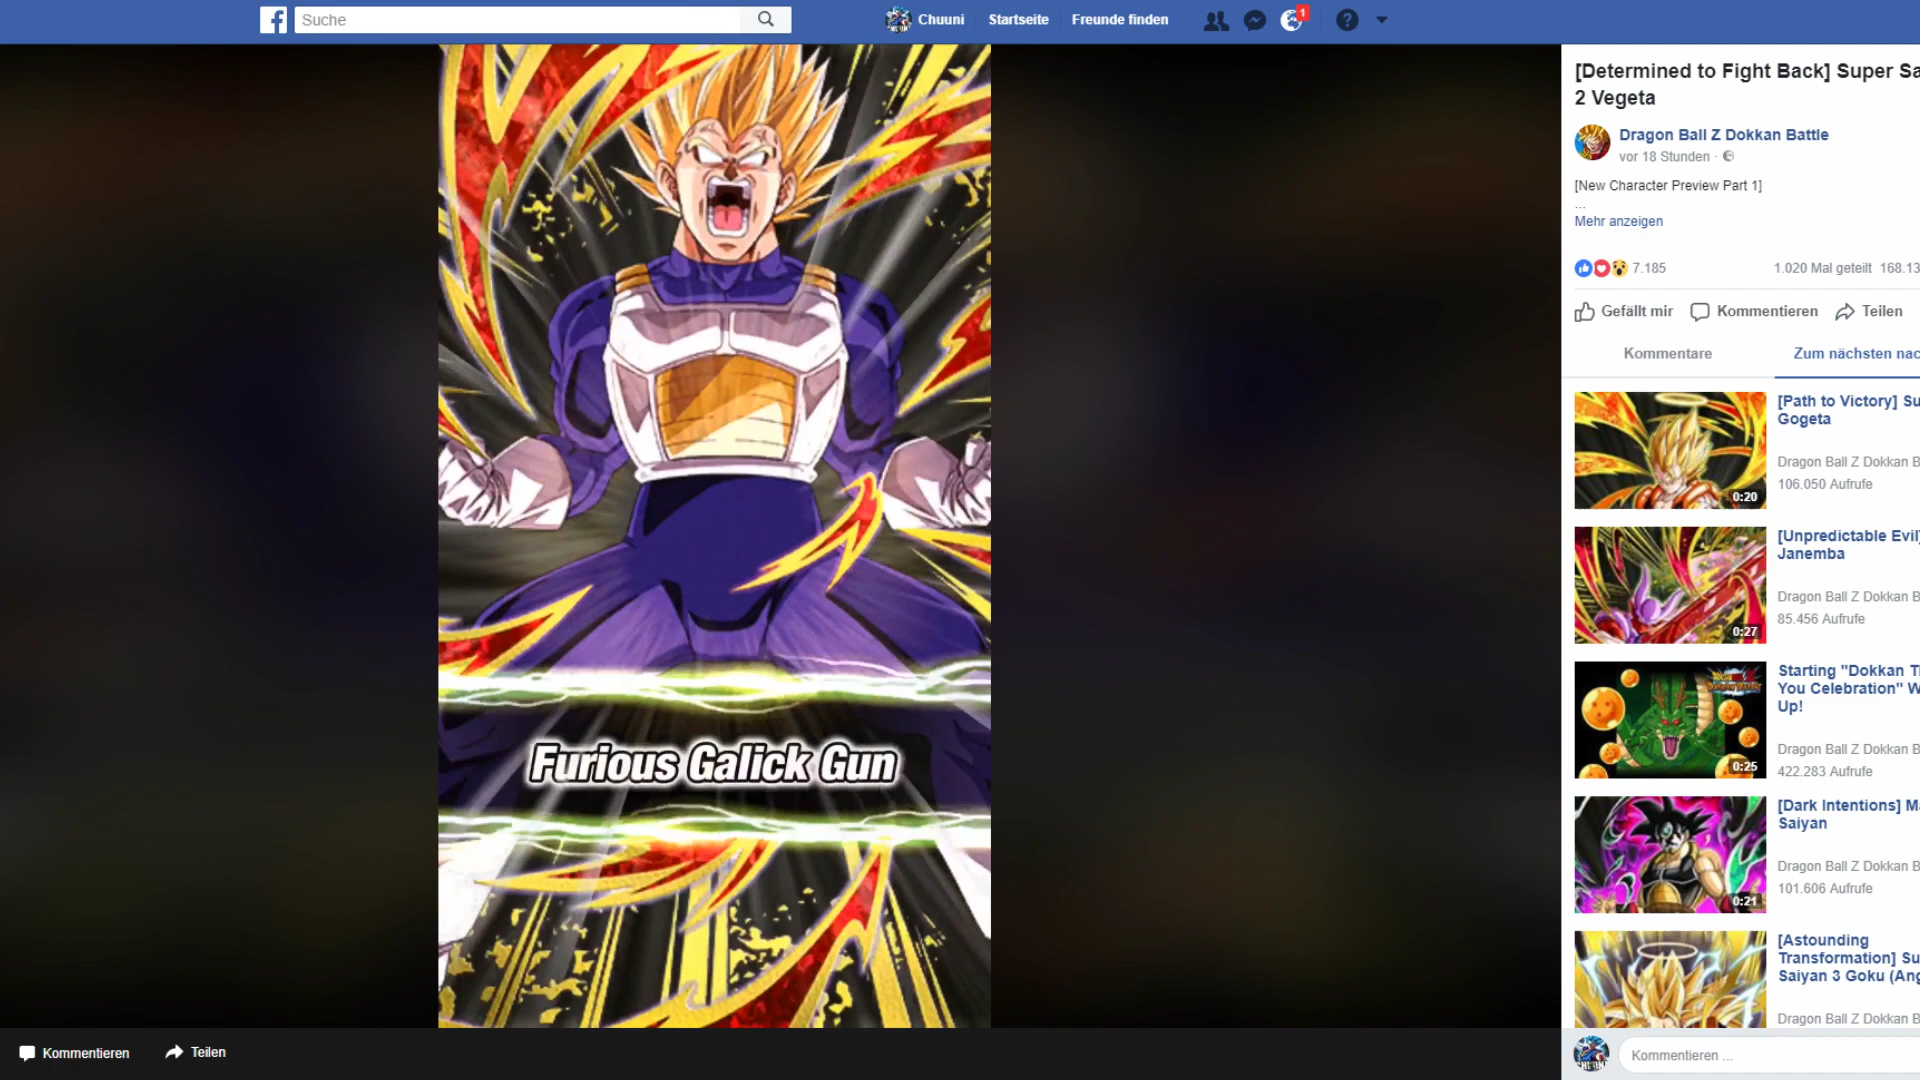 Suche
Chuuni
Startseite
Freunde finden
1
[Determined to Fight Back] Super Sa
2 Vegeta
Dragon Ball Z Dokkan Battle
vor 18 Stunden ·
[New Character Preview Part 1]
...
Mehr anzeigen
7.185
1.020 Mal geteilt 168.13
Gefällt mir
Kommentieren
Teilen
Kommentare
Zum nächsten nac
[Path to Victory] Su
Gogeta
Dragon Ball Z Dokkan B
106.050 Aufrufe
0:20
[Unpredictable Evil]
Janemba
Dragon Ball Z Dokkan B
85.456 Aufrufe
0:27
Starting "Dokkan Th
You Celebration" W
Up!
Dragon Ball Z Dokkan B
422.283 Aufrufe
0:25
[Dark Intentions] Ma
Saiyan
Dragon Ball Z Dokkan B
101.606 Aufrufe
0:21
[Astounding
Transformation] Su
Saiyan 3 Goku (Ang
Dragon Ball Z Dokkan B
Furious Galick Gun
Kommentieren
Teilen
Kommentieren ...